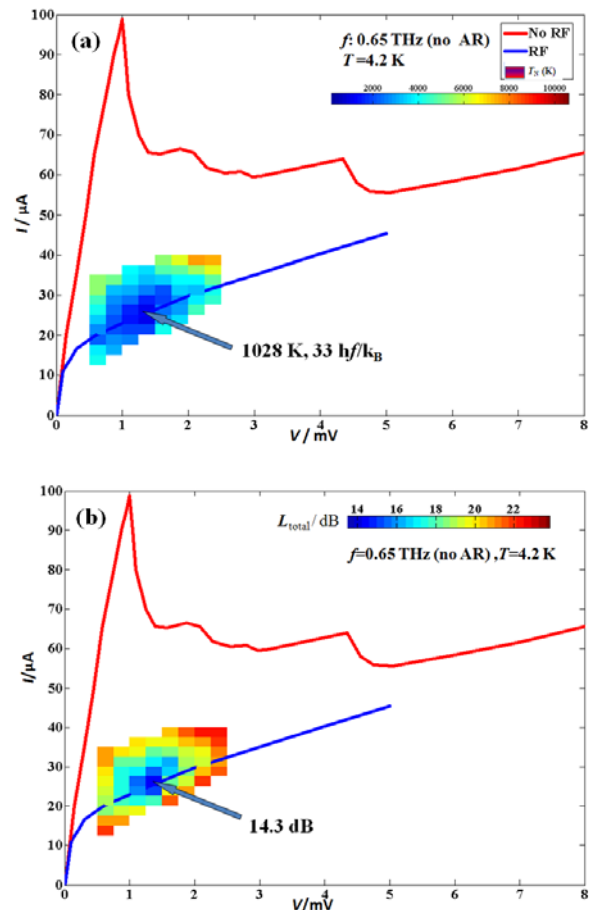 (a)
f: 0.65 THz (no AR)
T = 4.2 K
No RF
RF
T_N (K)
2000 4000 6000 8000 10000
100
90
80
70
60
50
40
30
20
10
0
I / μA
1028 K, 33 hf/k_B
0 1 2 3 4 5 6 7 8
V / mV
(b)
L_total / dB
14 16 18 20 22
f=0.65 THz (no AR) ,T=4.2 K
100
90
80
70
60
50
40
30
20
10
0
I/μA
14.3 dB
0 1 2 3 4 5 6 7 8
V/mV